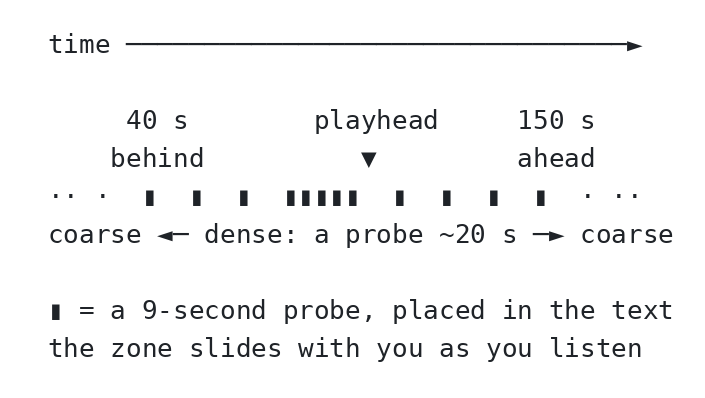 time ────────────────────────────────►
40 s playhead 150 s
behind ▼ ahead
·· · ▮ ▮ ▮ ▮▮▮▮▮ ▮ ▮ ▮ ▮ · ··
coarse ◄─ dense: a probe ~20 s ─► coarse
▮ = a 9-second probe, placed in the text
the zone slides with you as you listen